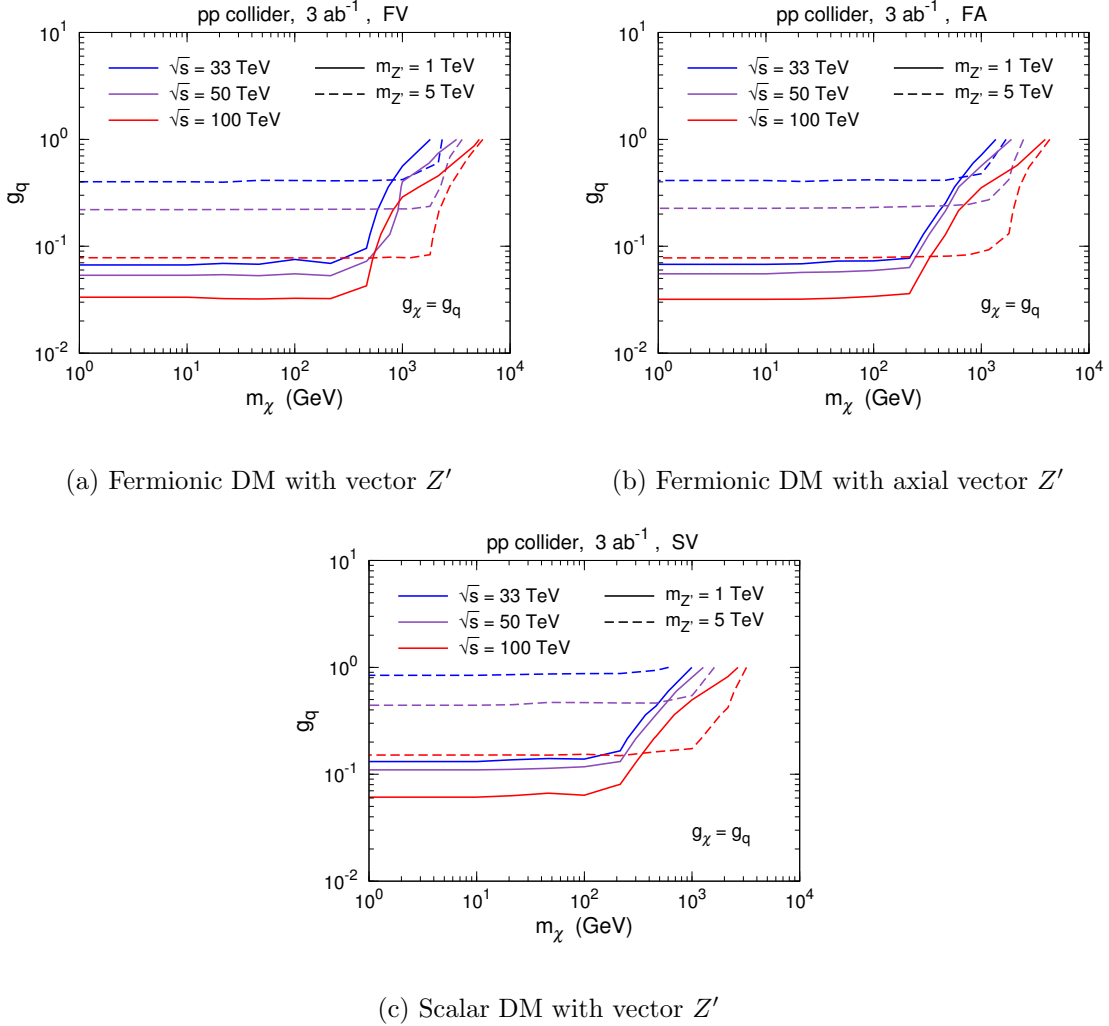 pp collider, 3 ab⁻¹ , FV
10¹
10⁰
10⁻¹
10⁻²
g_q
√s = 33 TeV
√s = 50 TeV
√s = 100 TeV
m_Z' = 1 TeV
m_Z' = 5 TeV
g_χ = g_q
10⁰ 10¹ 10² 10³ 10⁴
m_χ (GeV)
(a) Fermionic DM with vector Z′
pp collider, 3 ab⁻¹ , FA
10¹
10⁰
10⁻¹
10⁻²
g_q
√s = 33 TeV
√s = 50 TeV
√s = 100 TeV
m_Z' = 1 TeV
m_Z' = 5 TeV
g_χ = g_q
10⁰ 10¹ 10² 10³ 10⁴
m_χ (GeV)
(b) Fermionic DM with axial vector Z′
pp collider, 3 ab⁻¹ , SV
10¹
10⁰
10⁻¹
10⁻²
g_q
√s = 33 TeV
√s = 50 TeV
√s = 100 TeV
m_Z' = 1 TeV
m_Z' = 5 TeV
g_χ = g_q
10⁰ 10¹ 10² 10³ 10⁴
m_χ (GeV)
(c) Scalar DM with vector Z′